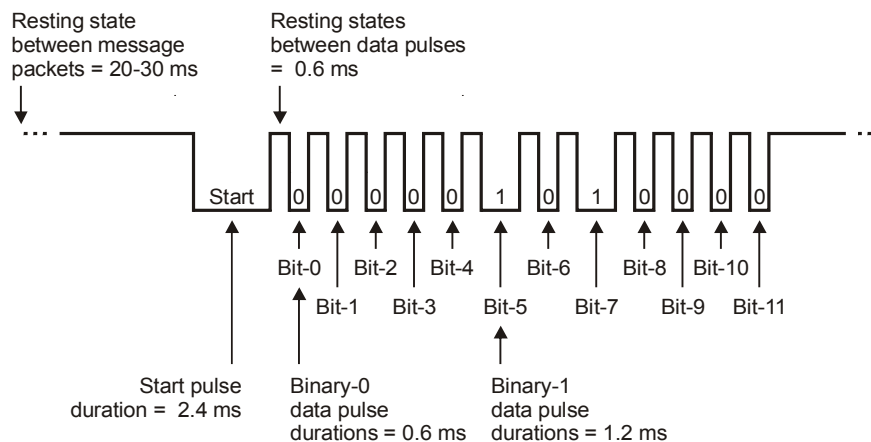 Resting state
between message
packets = 20-30 ms
Resting states
between data pulses
= 0.6 ms
Start 0 0 0 0 0 1 0 1 0 0 0 0
Bit-0 Bit-2 Bit-4 Bit-6 Bit-8 Bit-10
Bit-1 Bit-3 Bit-5 Bit-7 Bit-9 Bit-11
Start pulse
duration = 2.4 ms
Binary-0
data pulse
durations = 0.6 ms
Binary-1
data pulse
durations = 1.2 ms